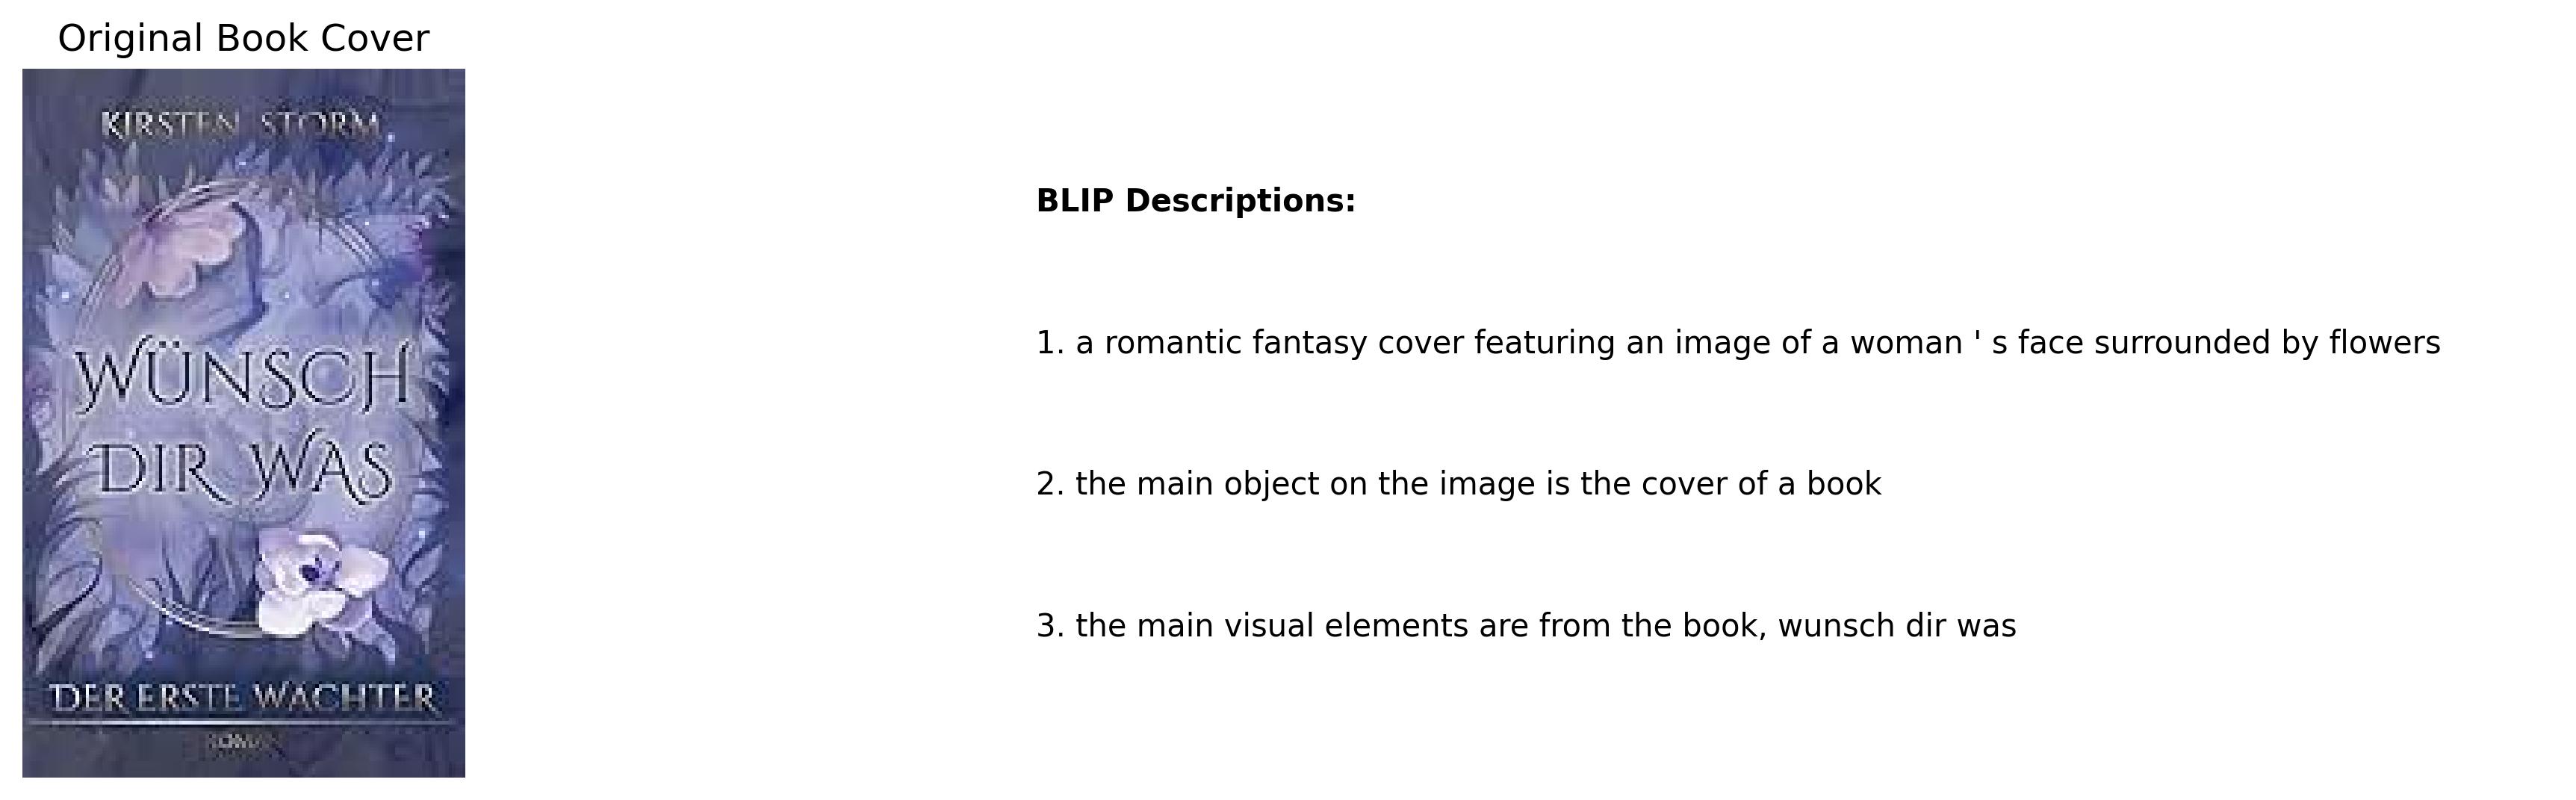 Original Book Cover
KIRSTEN STORM
WÜNSCH
DIR WAS
DER ERSTE WÄCHTER
ROMAN
BLIP Descriptions:
1. a romantic fantasy cover featuring an image of a woman ' s face surrounded by flowers
2. the main object on the image is the cover of a book
3. the main visual elements are from the book, wunsch dir was